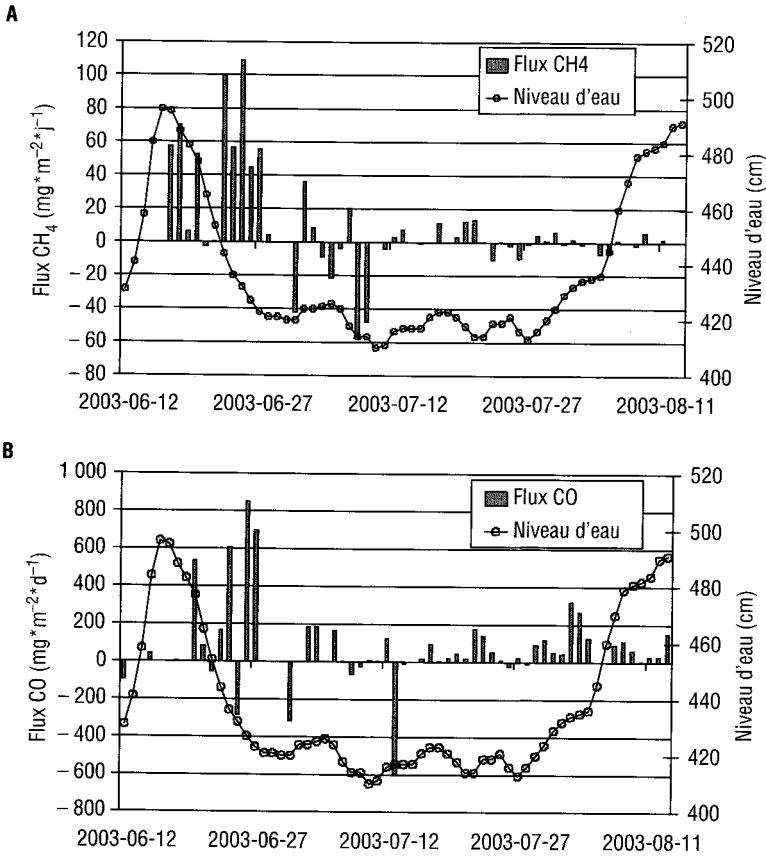 A
120
100
80
60
40
20
0
– 20
– 40
– 60
– 80
Flux CH4 (mg*m–2*j–1)
520
500
480
460
440
420
400
Niveau d'eau (cm)
Flux CH4
Niveau d'eau
2003-06-12 2003-06-27 2003-07-12 2003-07-27 2003-08-11
B
1 000
800
600
400
200
0
– 200
– 400
– 600
– 800
Flux CO (mg*m–2*d–1)
520
500
480
460
440
420
400
Niveau d'eau (cm)
Flux CO
Niveau d'eau
2003-06-12 2003-06-27 2003-07-12 2003-07-27 2003-08-11